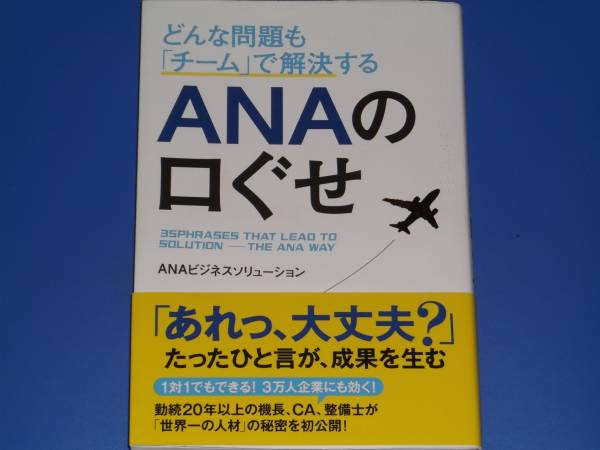 どんな問題も
「チーム」で解決する
ANAの
口ぐせ
35PHRASES THAT LEAD TO
SOLUTION — THE ANA WAY
ANAビジネスソリューション
「あれっ、大丈夫?」
たったひと言が、成果を生む
1対1でもできる! 3万人企業にも効く!
勤続20年以上の機長、CA、整備士が
「世界一の人材」の秘密を初公開!